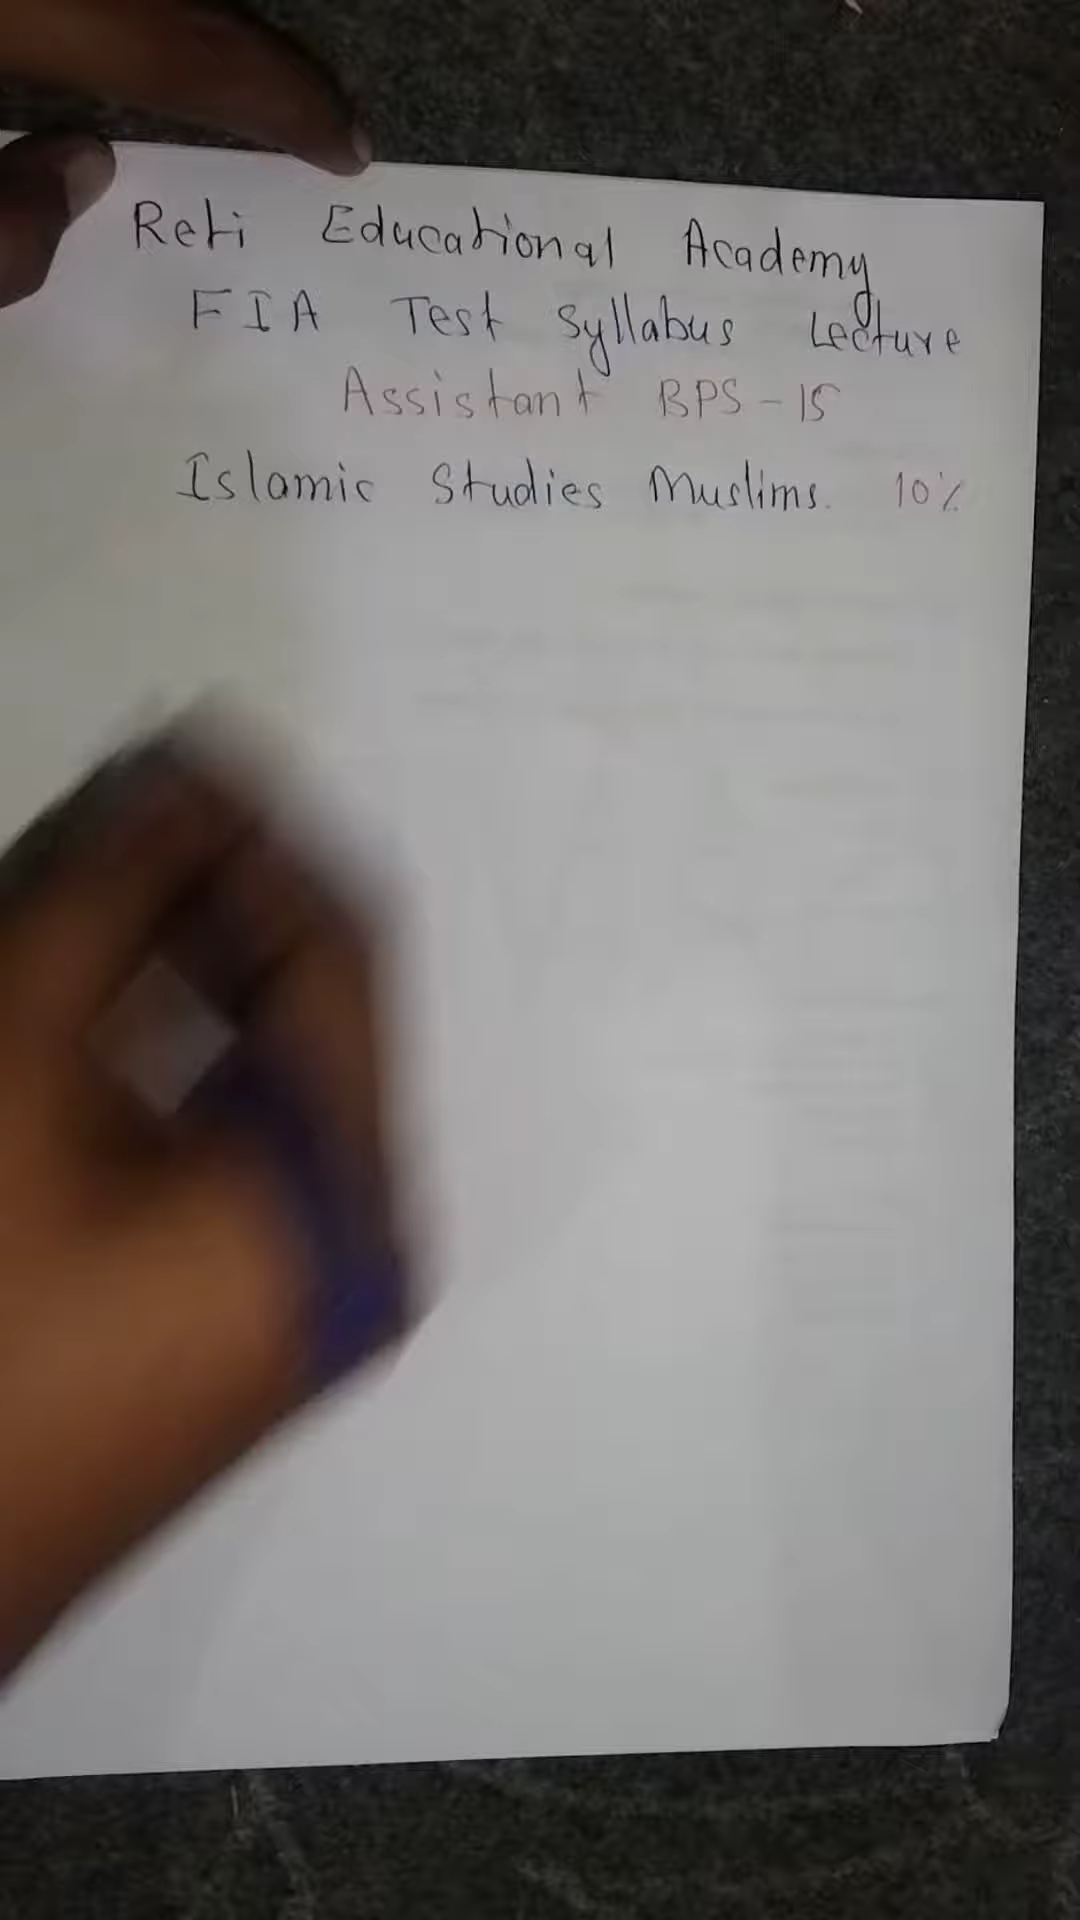 Reti Educational Academy
FIA Test Syllabus Lecture
Assistant BPS-15
Islamic Studies Muslims. 10%